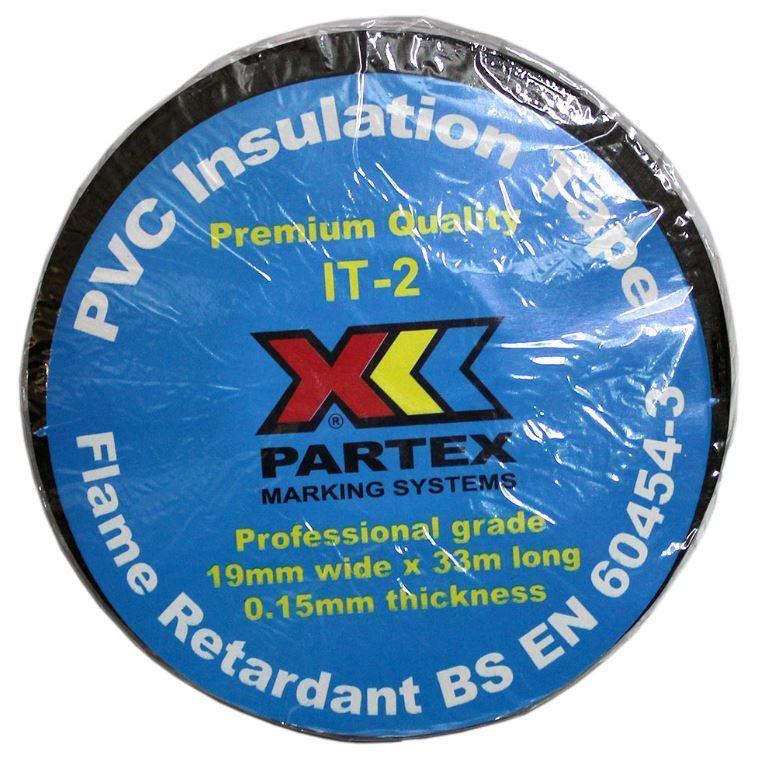 PVC Insulation Tape
Premium Quality
IT-2
®
PARTEX
MARKING SYSTEMS
Professional grade
19mm wide x 33m long
0.15mm thickness
Flame Retardant BS EN 60454-3